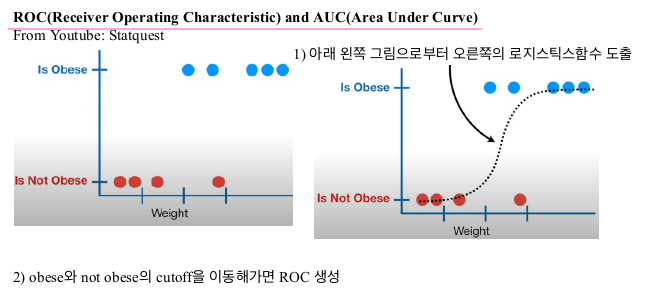 ROC(Receiver Operating Characteristic) and AUC(Area Under Curve)
From Youtube: Statquest
1) 아래 왼쪽 그림으로부터 오른쪽의 로지스틱스함수 도출
Is Obese
Is Not Obese
Weight
Is Obese
Is Not Obese
Weight
2) obese와 not obese의 cutoff을 이동해가면 ROC 생성